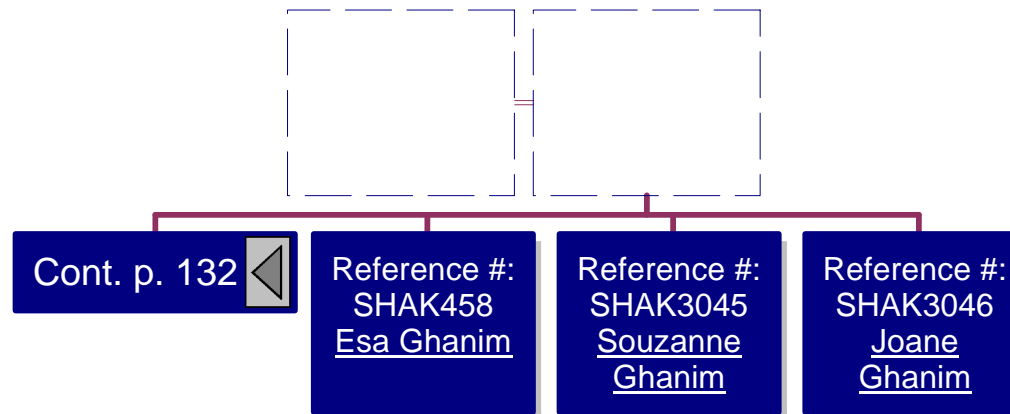 Cont. p. 132
Reference #:
SHAK458
Esa Ghanim
Reference #:
SHAK3045
Souzanne
Ghanim
Reference #:
SHAK3046
Joane
Ghanim